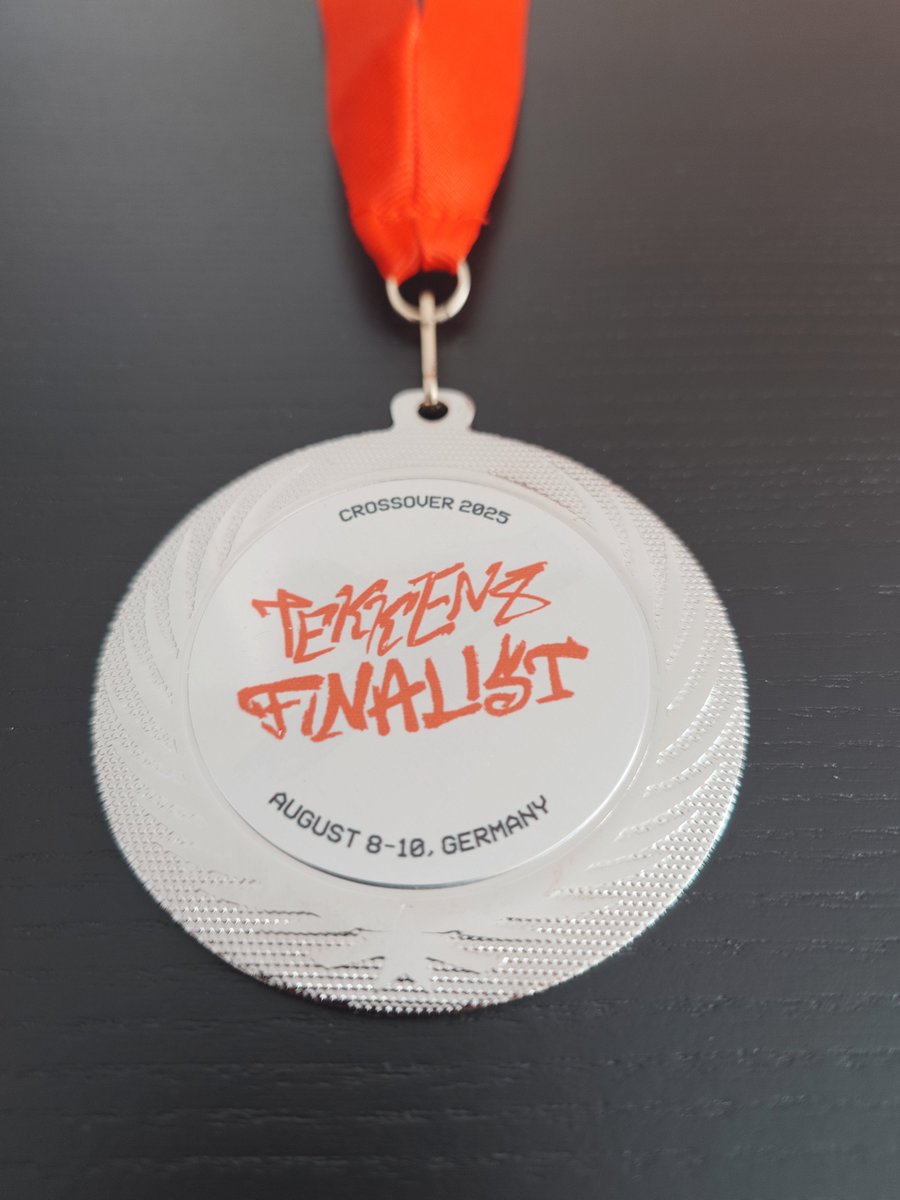 CROSSOVER 2025
TEKKEN8
FINALIST
AUGUST 8-10, GERMANY